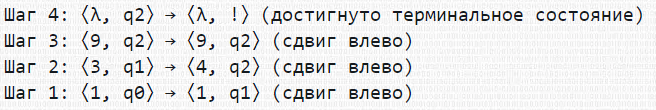 Шаг 4: ⟨λ, q2⟩ → ⟨λ, !⟩ (достигнуто терминальное состояние)
Шаг 3: ⟨9, q2⟩ → ⟨9, q2⟩ (сдвиг влево)
Шаг 2: ⟨3, q1⟩ → ⟨4, q2⟩ (сдвиг влево)
Шаг 1: ⟨1, q0⟩ → ⟨1, q1⟩ (сдвиг влево)